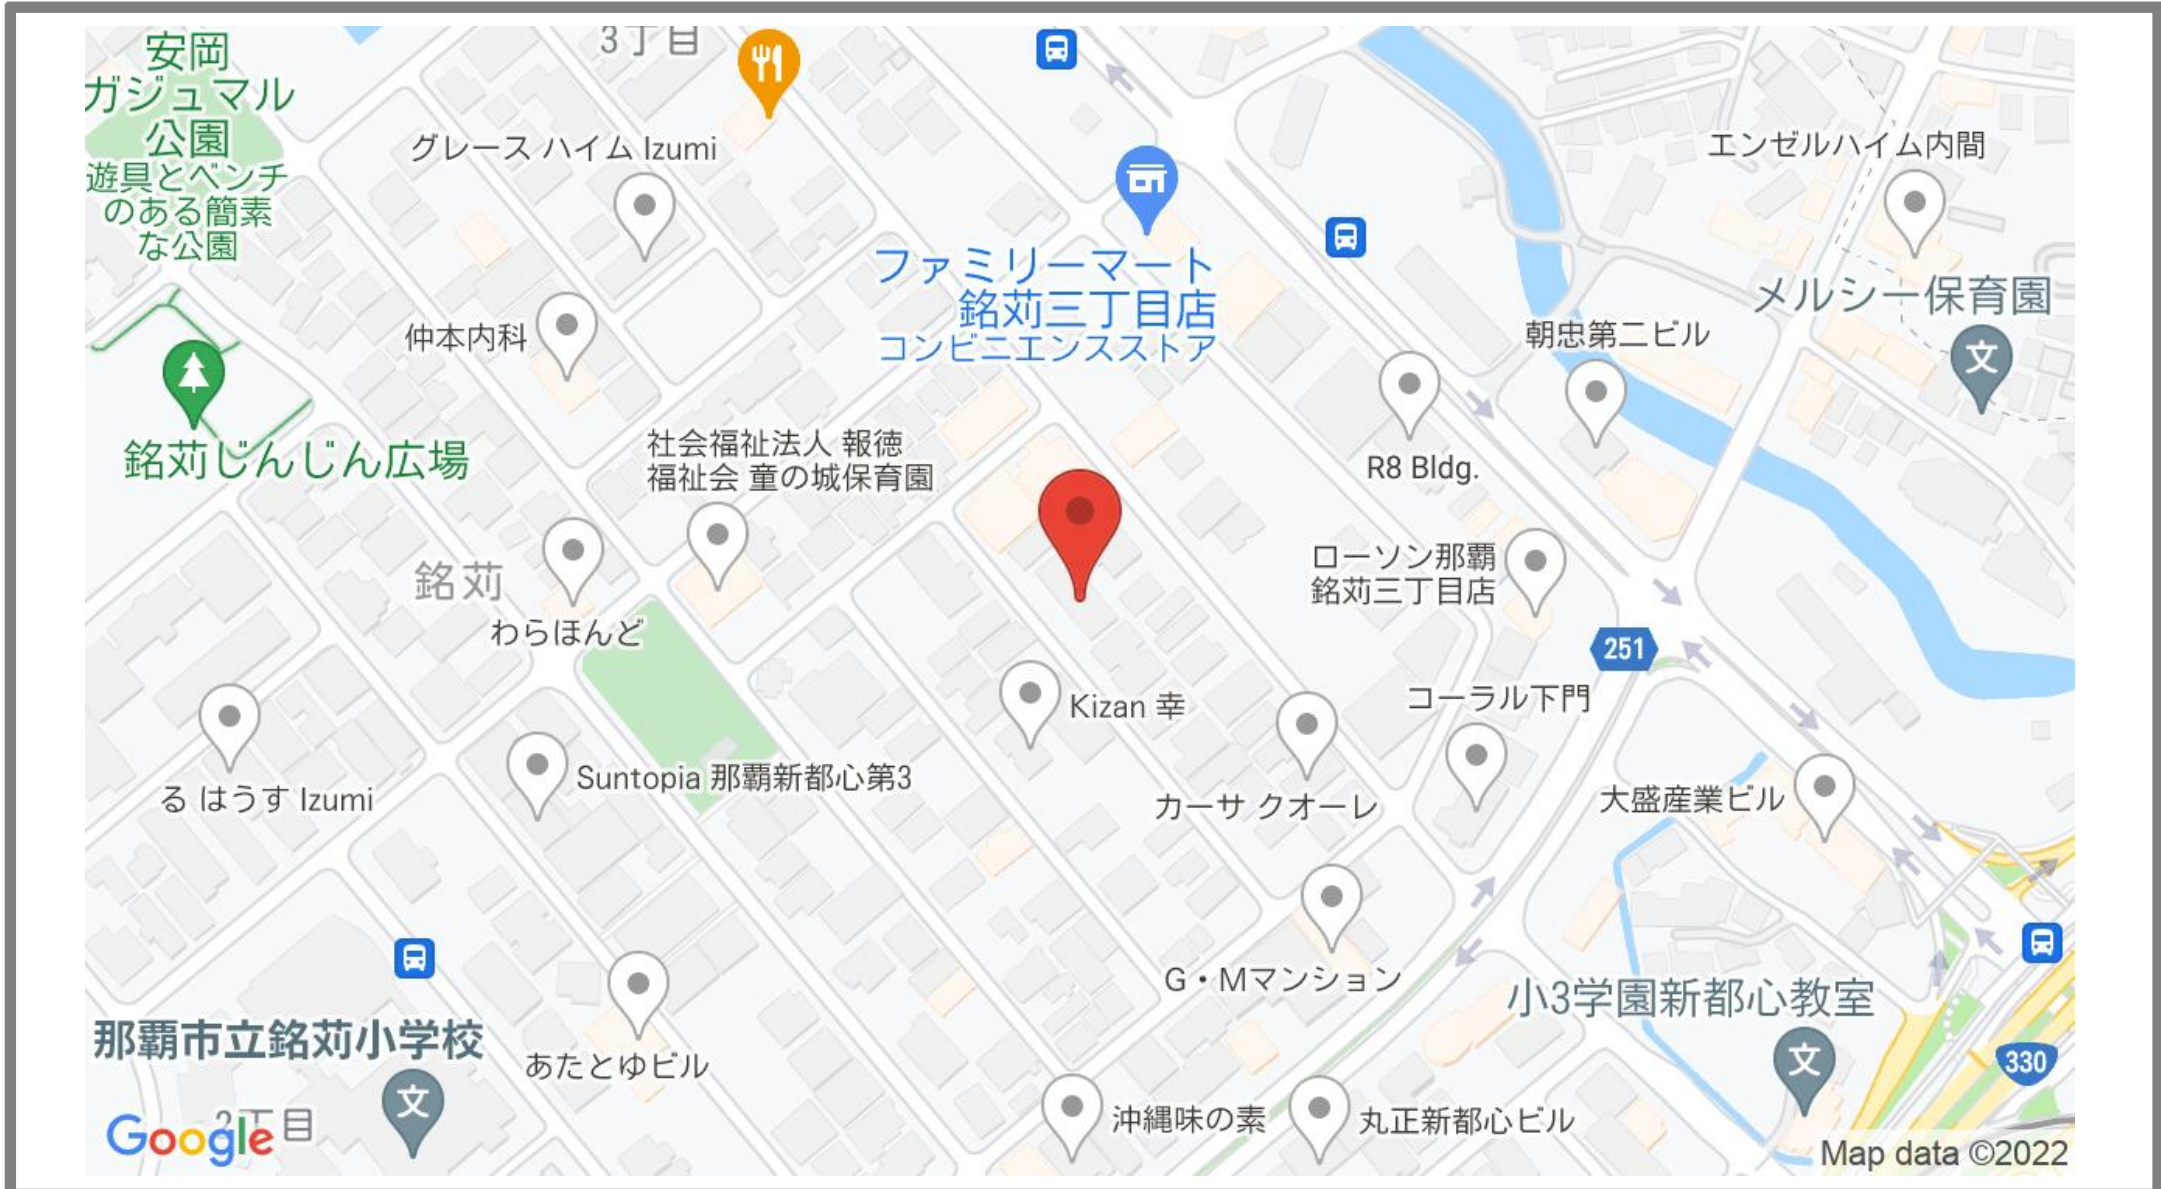 安岡
ガジュマル
公園
遊具とベンチ
のある簡素
な公園
3丁目
グレース ハイム Izumi
エンゼルハイム内間
ファミリーマート
銘苅三丁目店
コンビニエンスストア
メルシー保育園
文
仲本内科
朝忠第二ビル
銘苅じんじん広場
社会福祉法人 報徳
福祉会 童の城保育園
R8 Bldg.
ローソン那覇
銘苅三丁目店
銘苅
わらほんど
251
Kizan 幸
コーラル下門
る はうす Izumi
Suntopia 那覇新都心第3
カーサ クオーレ
大盛産業ビル
G・Mマンション
小3学園新都心教室
文
那覇市立銘苅小学校
文
あたとゆビル
330
2丁目
沖縄味の素
丸正新都心ビル
Google
Map data ©2022